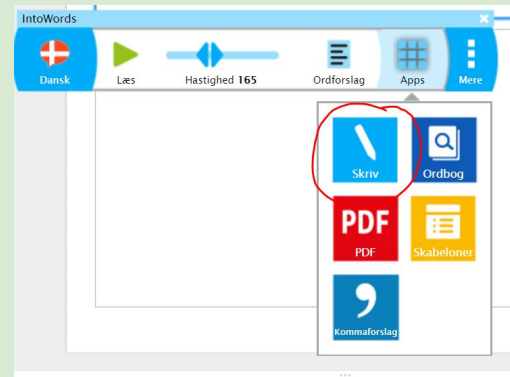 IntoWords
Dansk Læs Hastighed 165 Ordforslag Apps Mere
Skriv Ordbog
PDF
PDF Skabeloner
Kommaforslag